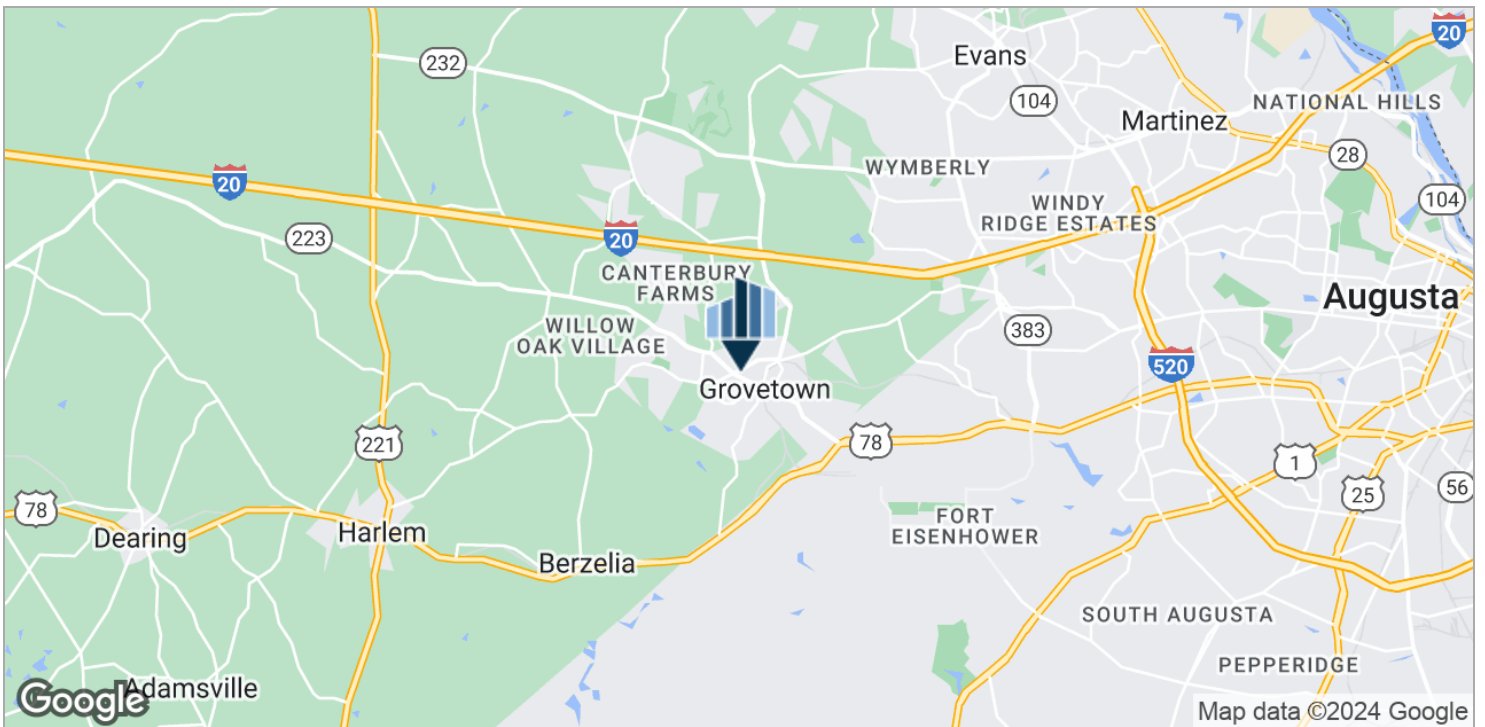 20
232
Evans
104
NATIONAL HILLS
Martinez
28
WYMBERLY
20
104
WINDY
RIDGE ESTATES
223
20
CANTERBURY
FARMS
Augusta
WILLOW
OAK VILLAGE
383
520
Grovetown
221
78
1
25
56
78
Harlem
Dearing
FORT
EISENHOWER
Berzelia
SOUTH AUGUSTA
PEPPERIDGE
Adamsville
Google
Map data ©2024 Google